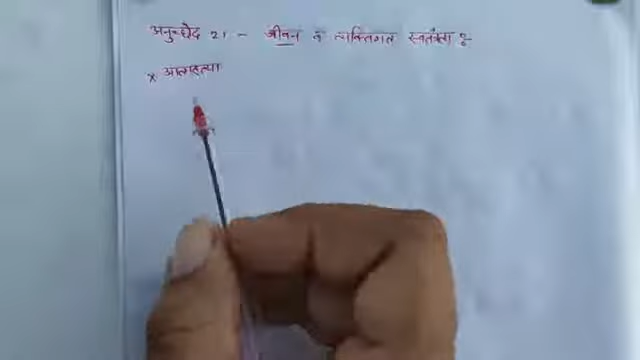 अनुच्छेद 21 - जीवन व व्यक्तिगत स्वतंत्रता ?
× आत्महत्या